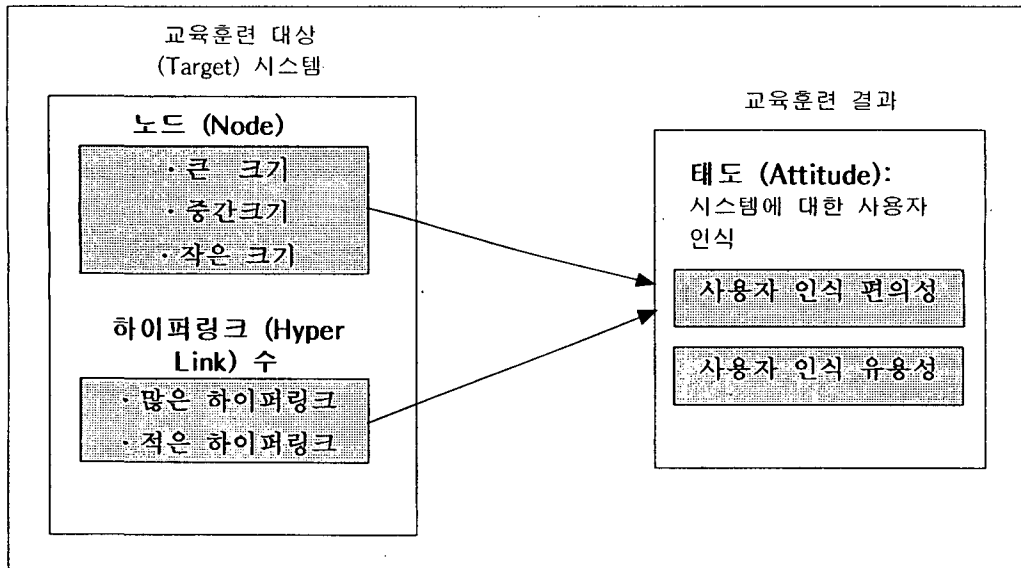 교육훈련 대상
(Target) 시스템
노드 (Node)
· 큰 크기
· 중간크기
· 작은 크기
하이퍼링크 (Hyper
Link) 수
· 많은 하이퍼링크
· 적은 하이퍼링크
교육훈련 결과
태도 (Attitude):
시스템에 대한 사용자
인식
사용자 인식 편의성
사용자 인식 유용성